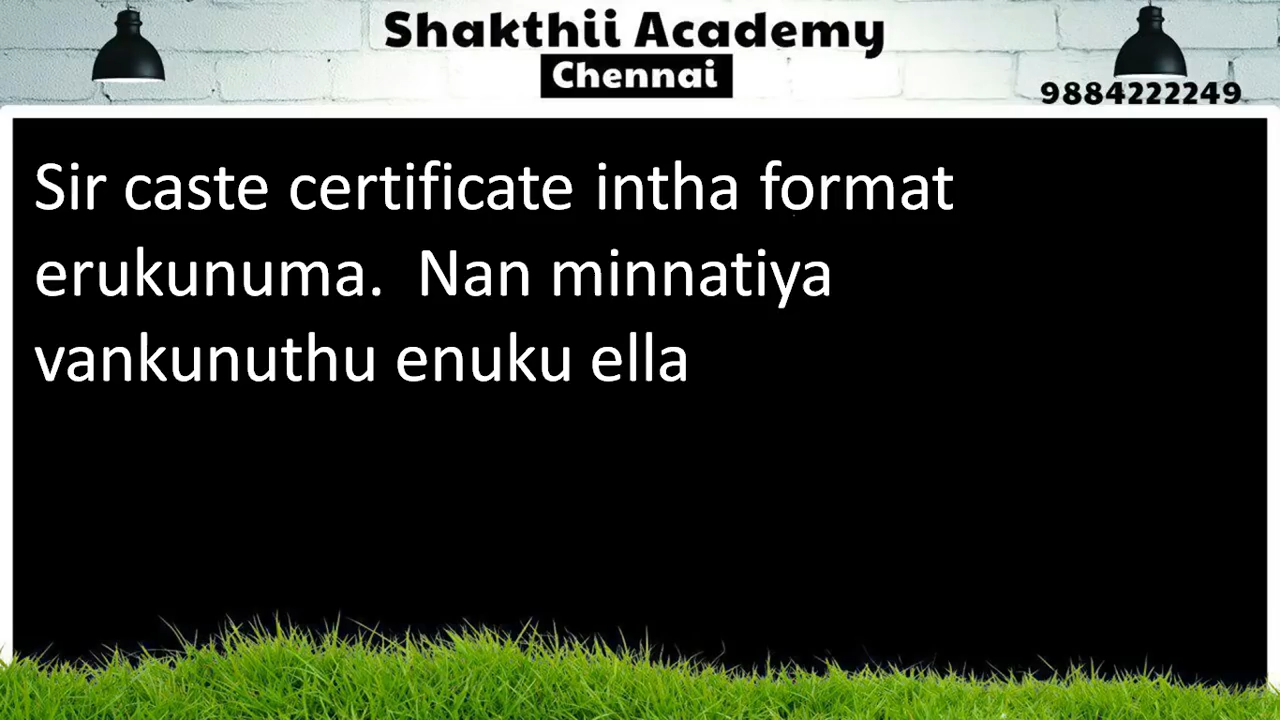 Shakthii Academy
Chennai
9884222249
Sir caste certificate intha format
erukunuma.  Nan minnatiya
vankunuthu enuku ella